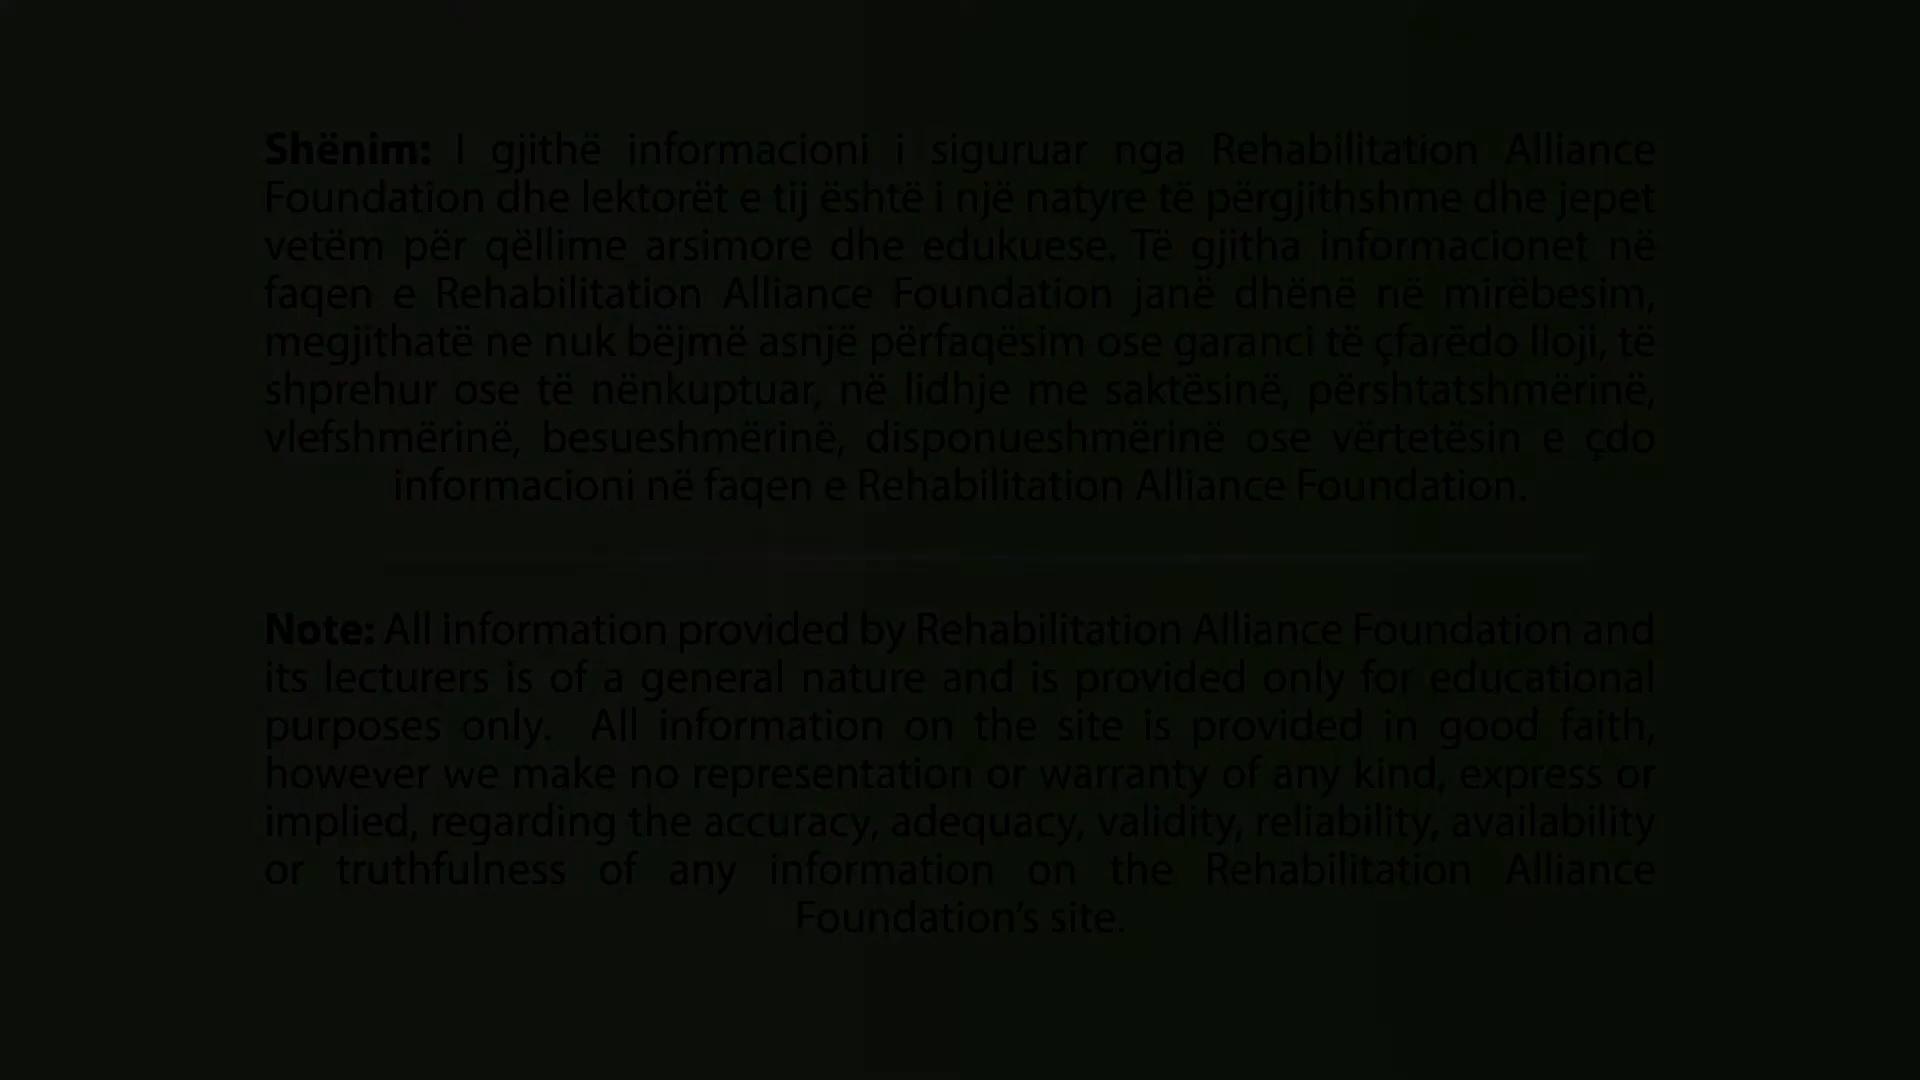 Shënim: I gjithë informacioni i siguruar nga Rehabilitation Alliance
Foundation dhe lektorët e tij është i një natyre të përgjithshme dhe jepet
vetëm për qëllime arsimore dhe edukuese. Të gjitha informacionet në
faqen e Rehabilitation Alliance Foundation janë dhënë në mirëbesim,
megjithatë ne nuk bëjmë asnjë përfaqësim ose garanci të çfarëdo lloji, të
shprehur ose të nënkuptuar, në lidhje me saktësinë, përshtatshmërinë,
vlefshmërinë, besueshmërinë, disponueshmërinë ose vërtetësin e çdo
informacioni në faqen e Rehabilitation Alliance Foundation.
Note: All information provided by Rehabilitation Alliance Foundation and
its lecturers is of a general nature and is provided only for educational
purposes only. All information on the site is provided in good faith,
however we make no representation or warranty of any kind, express or
implied, regarding the accuracy, adequacy, validity, reliability, availability
or truthfulness of any information on the Rehabilitation Alliance
Foundation's site.